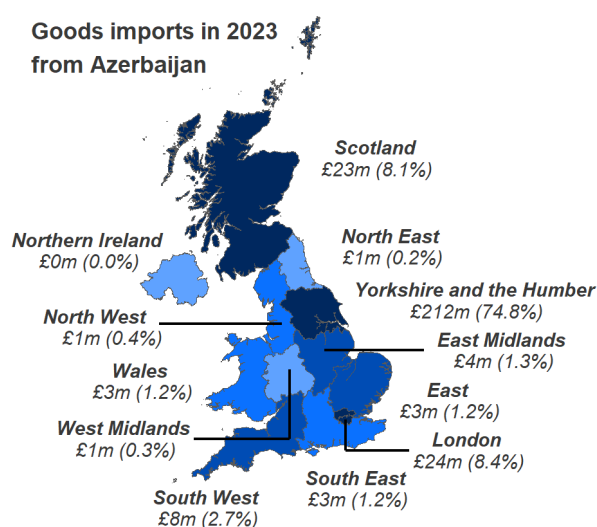 Goods imports in 2023
from Azerbaijan
Scotland
£23m (8.1%)
Northern Ireland
£0m (0.0%)
North East
£1m (0.2%)
Yorkshire and the Humber
£212m (74.8%)
North West
£1m (0.4%)
East Midlands
£4m (1.3%)
Wales
£3m (1.2%)
East
£3m (1.2%)
West Midlands
£1m (0.3%)
London
£24m (8.4%)
South East
£3m (1.2%)
South West
£8m (2.7%)